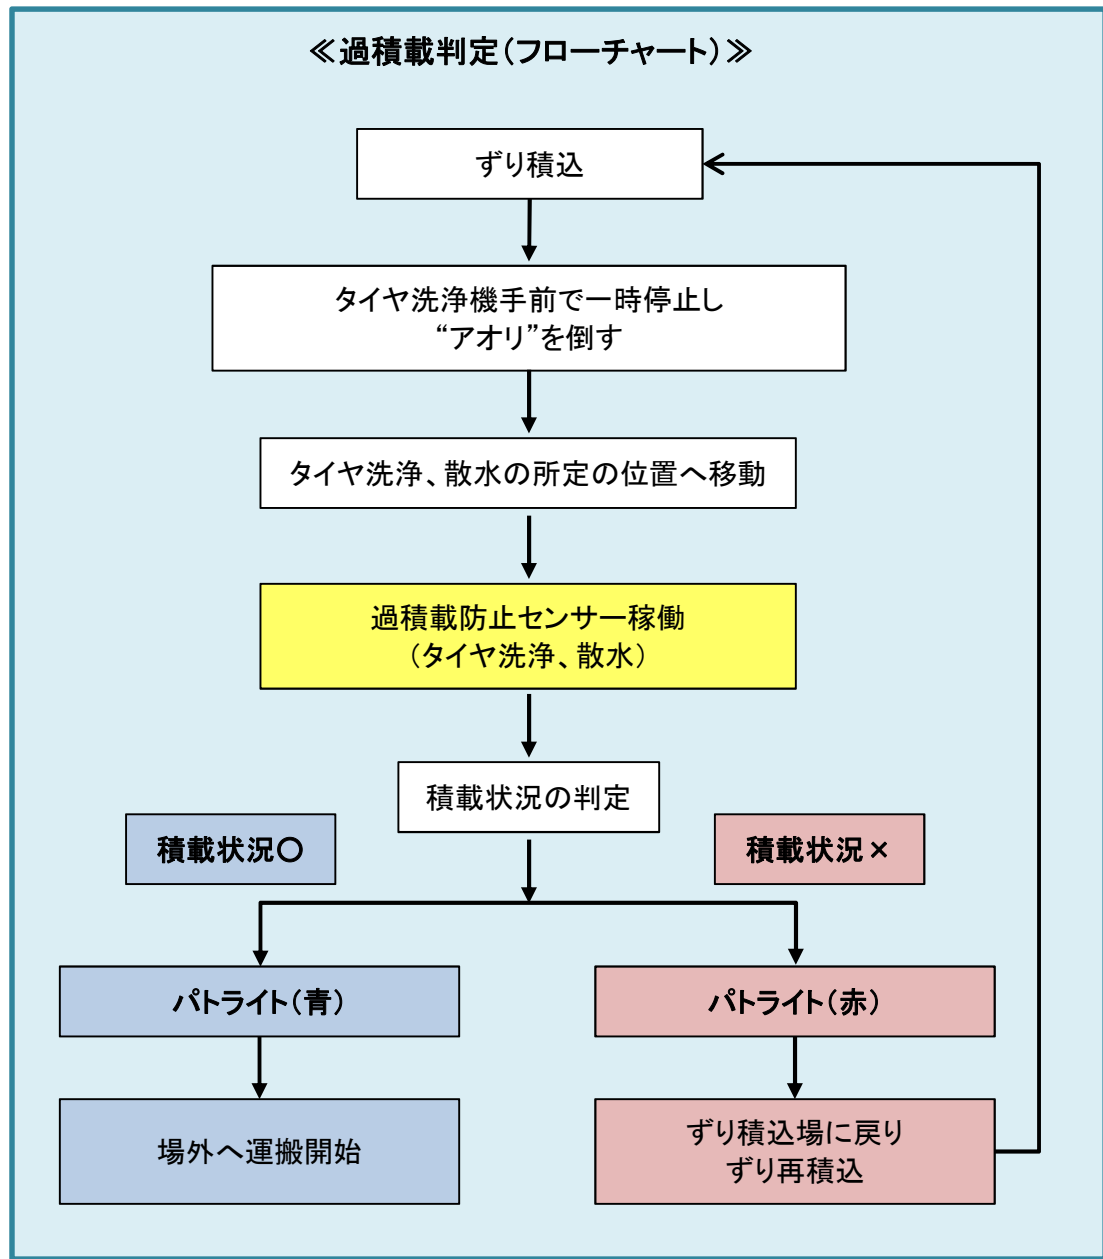 ≪過積載判定（フローチャート）≫
ずり積込
タイヤ洗浄機手前で一時停止し
“アオリ”を倒す
タイヤ洗浄、散水の所定の位置へ移動
過積載防止センサー稼働
（タイヤ洗浄、散水）
積載状況の判定
積載状況〇
積載状況×
パトライト（青）
パトライト（赤）
場外へ運搬開始
ずり積込場に戻り
ずり再積込